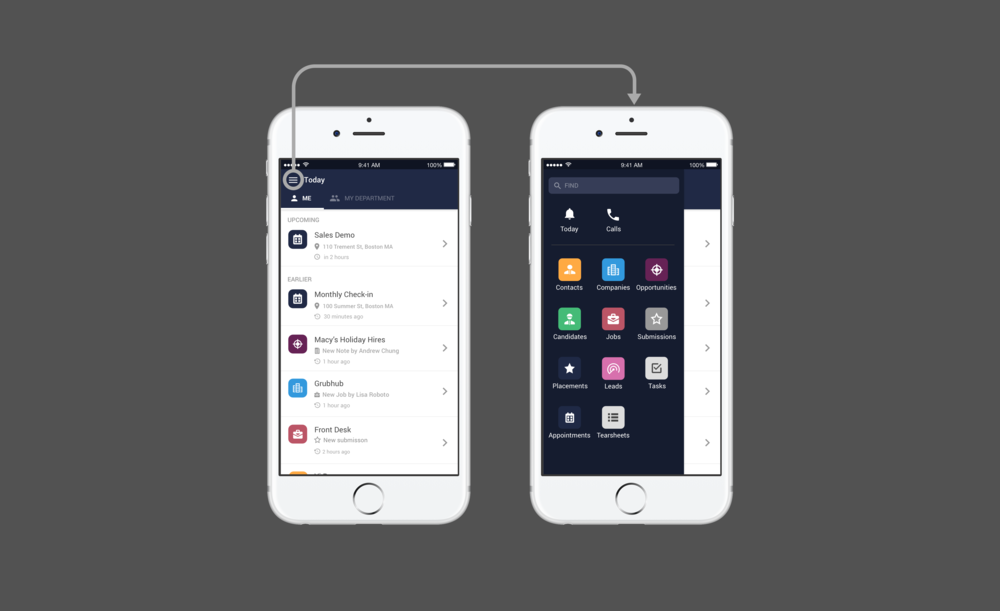 9:41 AM 100%
Today
ME MY DEPARTMENT
UPCOMING
Sales Demo
110 Trement St, Boston MA
in 2 hours
EARLIER
Monthly Check-in
100 Summer St, Boston MA
30 minutes ago
Macy's Holiday Hires
New Note by Andrew Chung
1 hour ago
Grubhub
New Job by Lisa Roboto
1 hour ago
Front Desk
New submisson
2 hours ago
9:41 AM 100%
FIND
Today Calls
Contacts Companies Opportunities
Candidates Jobs Submissions
Placements Leads Tasks
Appointments Tearsheets